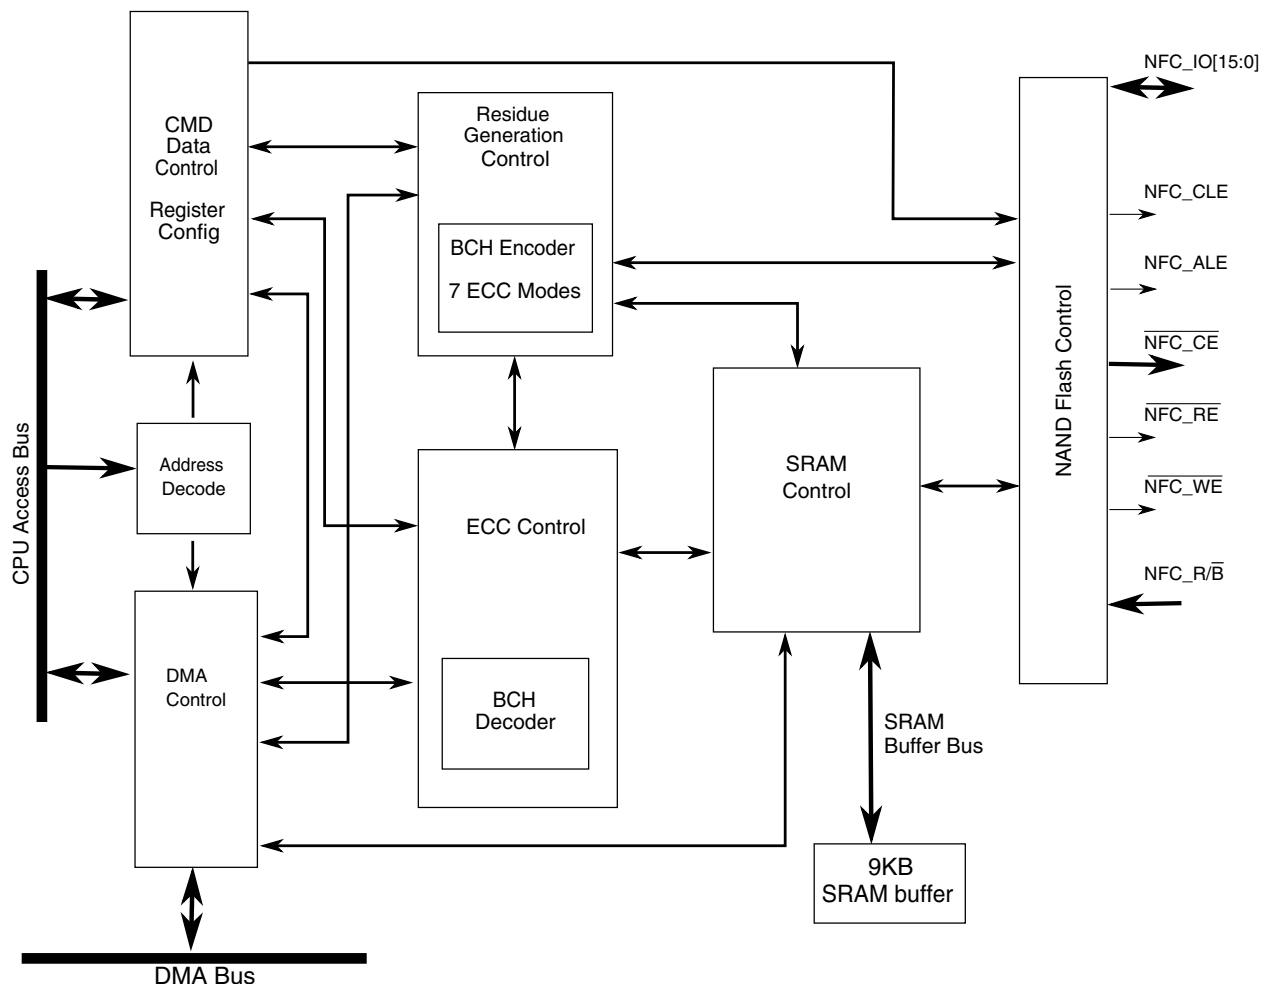 CMD
Data
Control
Register
Config
Residue
Generation
Control
BCH Encoder
7 ECC Modes
NFC_IO[15:0]
NFC_CLE
NFC_ALE
NFC_CE
NFC_RE
NFC_WE
NFC_R/B̅
NAND Flash Control
CPU Access Bus
Address
Decode
SRAM
Control
ECC Control
BCH
Decoder
DMA
Control
SRAM
Buffer Bus
9KB
SRAM buffer
DMA Bus